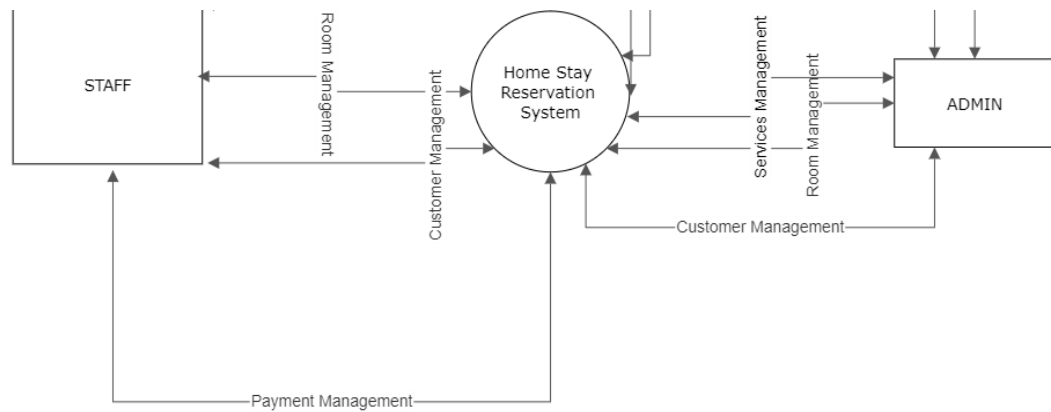 STAFF
Room Management
Customer Management
Home Stay
Reservation
System
Services Management
Room Management
ADMIN
Customer Management
Payment Management